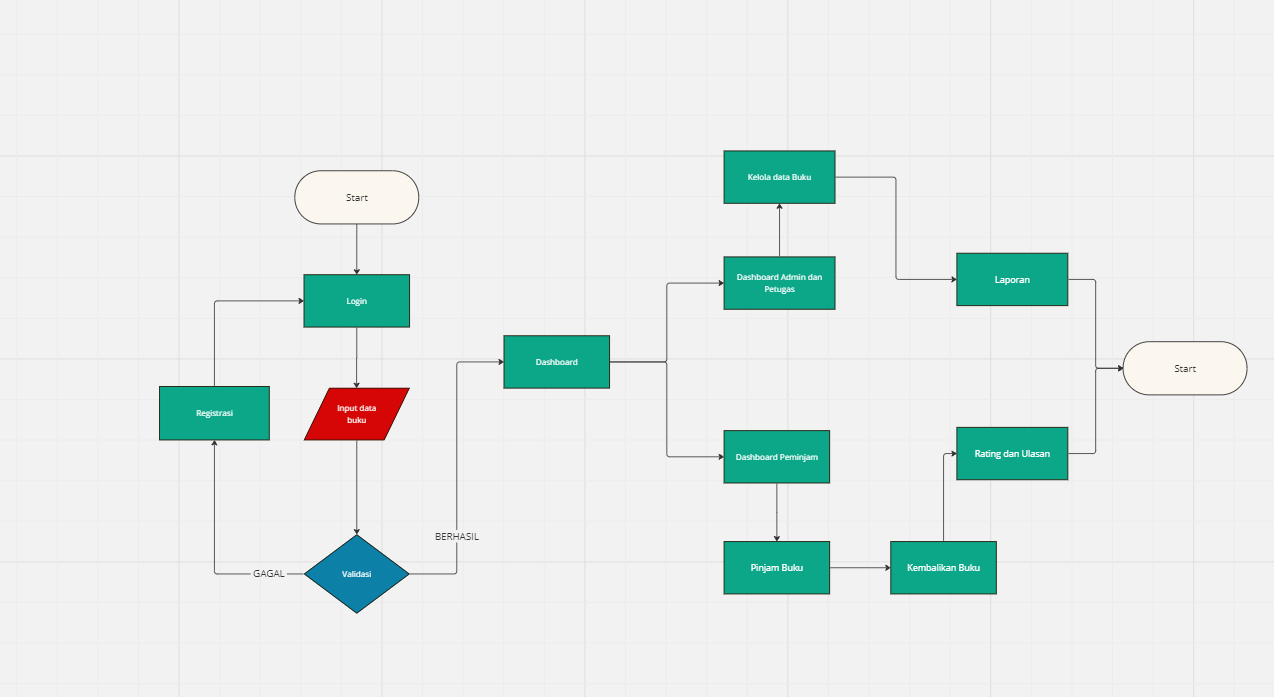 Start
Login
Registrasi
Input data
buku
Validasi
GAGAL
BERHASIL
Dashboard
Dashboard Admin dan
Petugas
Kelola data Buku
Laporan
Dashboard Peminjam
Pinjam Buku
Kembalikan Buku
Rating dan Ulasan
Start